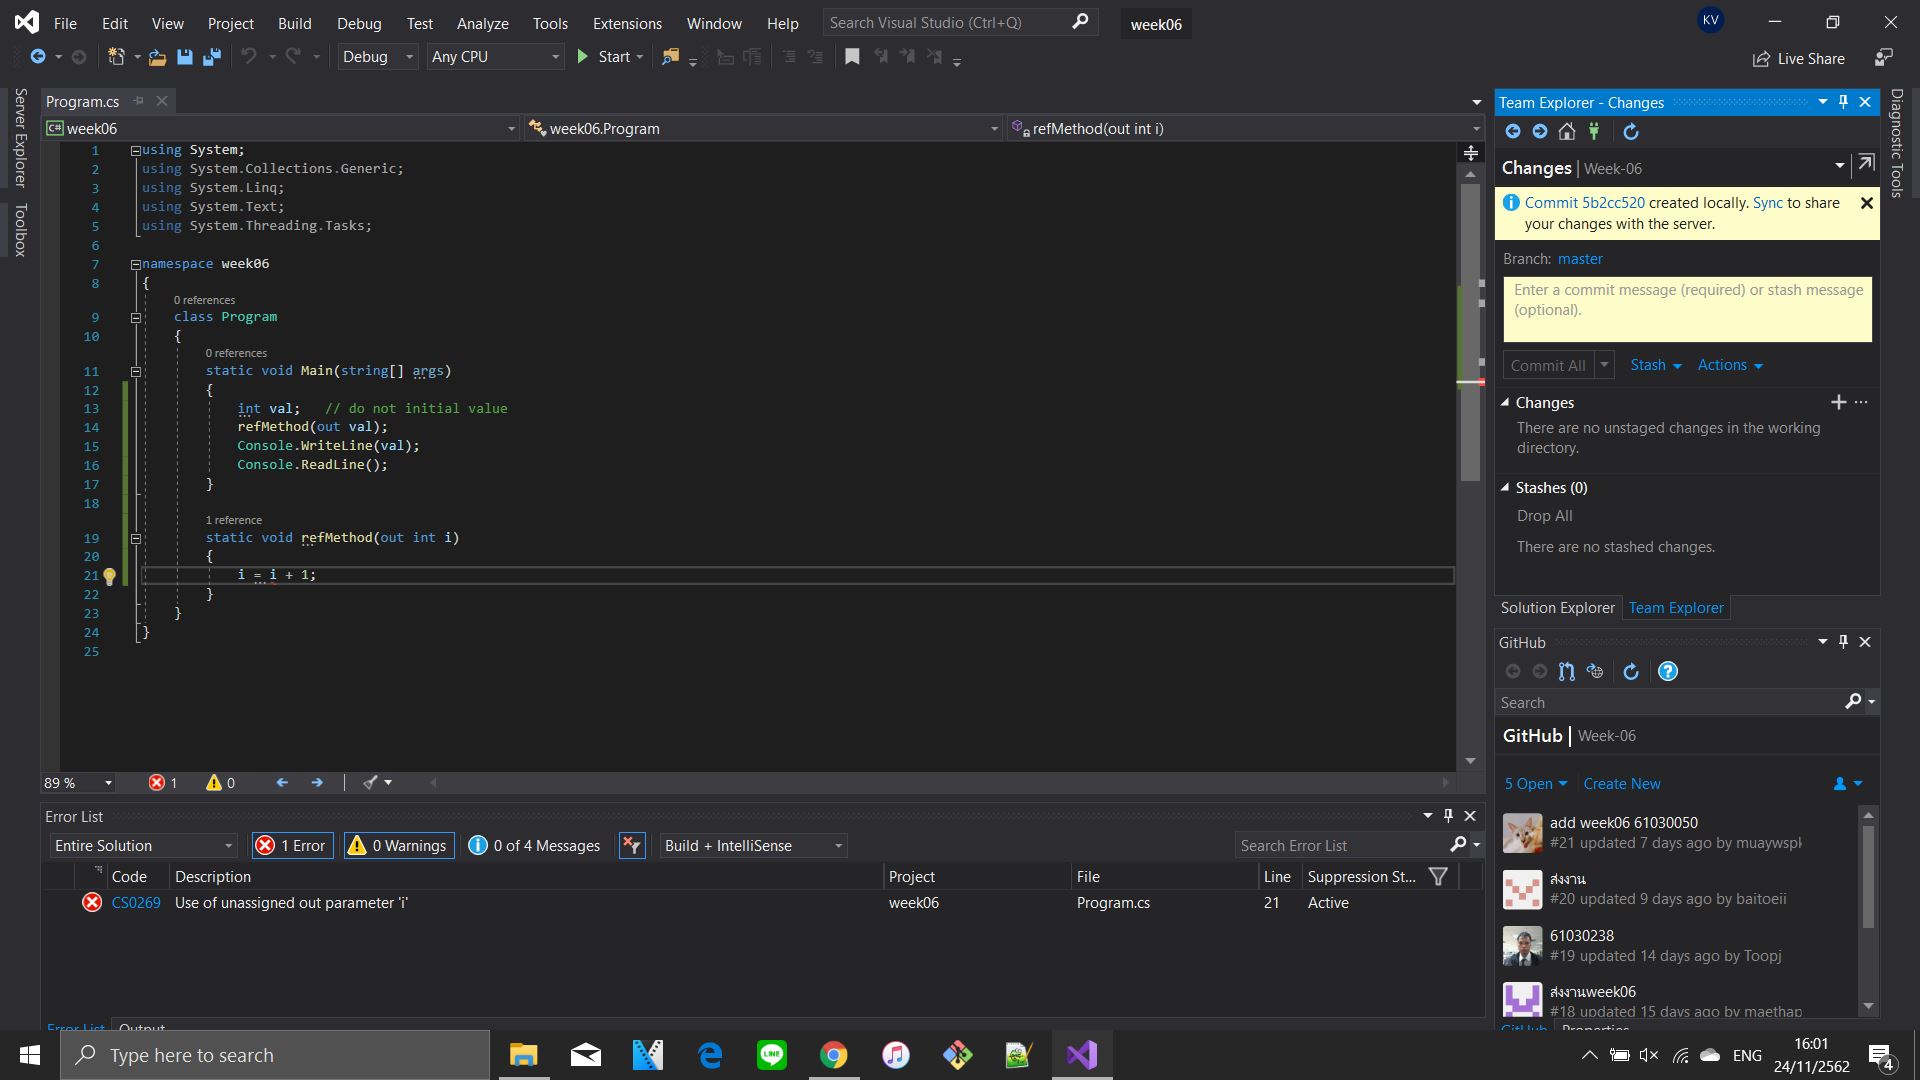 File Edit View Project Build Debug Test Analyze Tools Extensions Window Help Search Visual Studio (Ctrl+Q) week06 KV
Debug Any CPU Start Live Share
Server Explorer
Toolbox
Program.cs
week06 week06.Program refMethod(out int i)
1 using System;
2 using System.Collections.Generic;
3 using System.Linq;
4 using System.Text;
5 using System.Threading.Tasks;
6
7 namespace week06
8 {
0 references
9 class Program
10 {
0 references
11 static void Main(string[] args)
12 {
13 int val; // do not initial value
14 refMethod(out val);
15 Console.WriteLine(val);
16 Console.ReadLine();
17 }
18
1 reference
19 static void refMethod(out int i)
20 {
21 i = i + 1;
22 }
23 }
24 }
25
89 % 1 0
Error List
Entire Solution 1 Error 0 Warnings 0 of 4 Messages Build + IntelliSense Search Error List
Code Description Project File Line Suppression St...
CS0269 Use of unassigned out parameter 'i' week06 Program.cs 21 Active
Error List Output
Team Explorer - Changes
Changes | Week-06
Commit 5b2cc520 created locally. Sync to share
your changes with the server.
Branch: master
Enter a commit message (required) or stash message
(optional).
Commit All Stash Actions
Changes
There are no unstaged changes in the working
directory.
Stashes (0)
Drop All
There are no stashed changes.
Solution Explorer Team Explorer
GitHub
Search
GitHub | Week-06
5 Open Create New
add week06 61030050
#21 updated 7 days ago by muaywspl
ส่งงาน
#20 updated 9 days ago by baitoeii
61030238
#19 updated 14 days ago by Toopj
ส่งงานweek06
#18 updated 15 days ago by maethap
GitHub Properties
Diagnostic Tools
Type here to search
LINE
ENG
16:01
24/11/2562
4